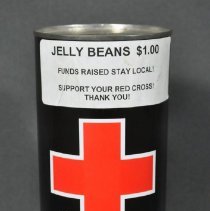 JELLY BEANS $1.00
FUNDS RAISED STAY LOCAL!
SUPPORT YOUR RED CROSS!
THANK YOU!